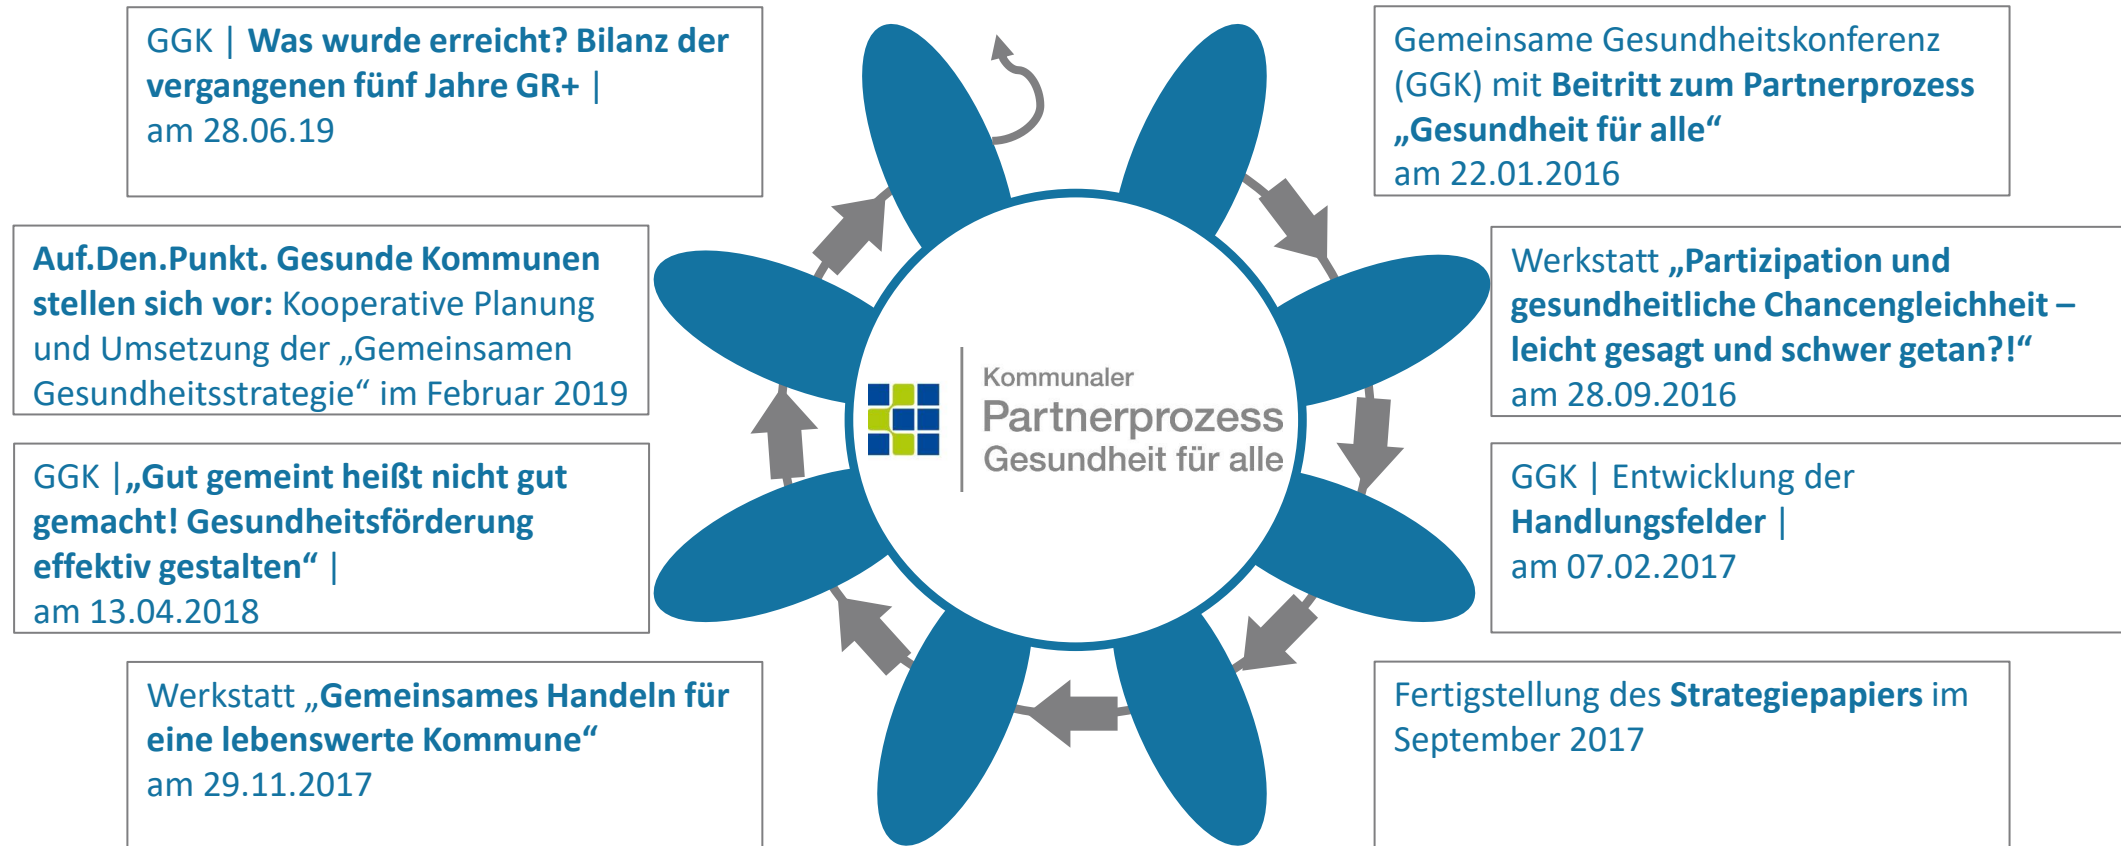 GGK | Was wurde erreicht? Bilanz der
vergangenen fünf Jahre GR+ |
am 28.06.19
Gemeinsame Gesundheitskonferenz
(GGK) mit Beitritt zum Partnerprozess
„Gesundheit für alle“
am 22.01.2016
Auf.Den.Punkt. Gesunde Kommunen
stellen sich vor: Kooperative Planung
und Umsetzung der „Gemeinsamen
Gesundheitsstrategie“ im Februar 2019
Werkstatt „Partizipation und
gesundheitliche Chancengleichheit –
leicht gesagt und schwer getan?!“
am 28.09.2016
Kommunaler
Partnerprozess
Gesundheit für alle
GGK |„Gut gemeint heißt nicht gut
gemacht! Gesundheitsförderung
effektiv gestalten“ |
am 13.04.2018
GGK | Entwicklung der
Handlungsfelder |
am 07.02.2017
Werkstatt „Gemeinsames Handeln für
eine lebenswerte Kommune“
am 29.11.2017
Fertigstellung des Strategiepapiers im
September 2017